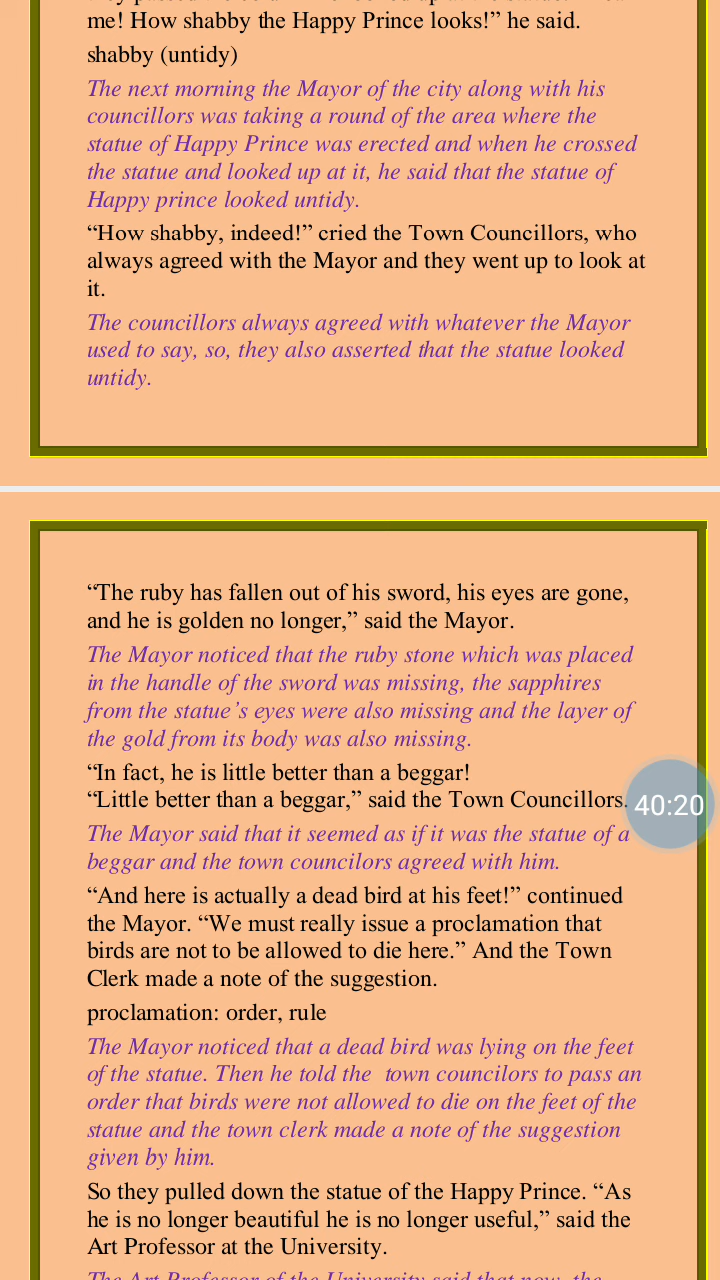 me! How shabby the Happy Prince looks!” he said.
shabby (untidy)
The next morning the Mayor of the city along with his
councillors was taking a round of the area where the
statue of Happy Prince was erected and when he crossed
the statue and looked up at it, he said that the statue of
Happy prince looked untidy.
“How shabby, indeed!” cried the Town Councillors, who
always agreed with the Mayor and they went up to look at
it.
The councillors always agreed with whatever the Mayor
used to say, so, they also asserted that the statue looked
untidy.
“The ruby has fallen out of his sword, his eyes are gone,
and he is golden no longer,” said the Mayor.
The Mayor noticed that the ruby stone which was placed
in the handle of the sword was missing, the sapphires
from the statue’s eyes were also missing and the layer of
the gold from its body was also missing.
“In fact, he is little better than a beggar!
“Little better than a beggar,” said the Town Councillors.
40:20
The Mayor said that it seemed as if it was the statue of a
beggar and the town councilors agreed with him.
“And here is actually a dead bird at his feet!” continued
the Mayor. “We must really issue a proclamation that
birds are not to be allowed to die here.” And the Town
Clerk made a note of the suggestion.
proclamation: order, rule
The Mayor noticed that a dead bird was lying on the feet
of the statue. Then he told the town councilors to pass an
order that birds were not allowed to die on the feet of the
statue and the town clerk made a note of the suggestion
given by him.
So they pulled down the statue of the Happy Prince. “As
he is no longer beautiful he is no longer useful,” said the
Art Professor at the University.
The Art Professor of the University said that now, the